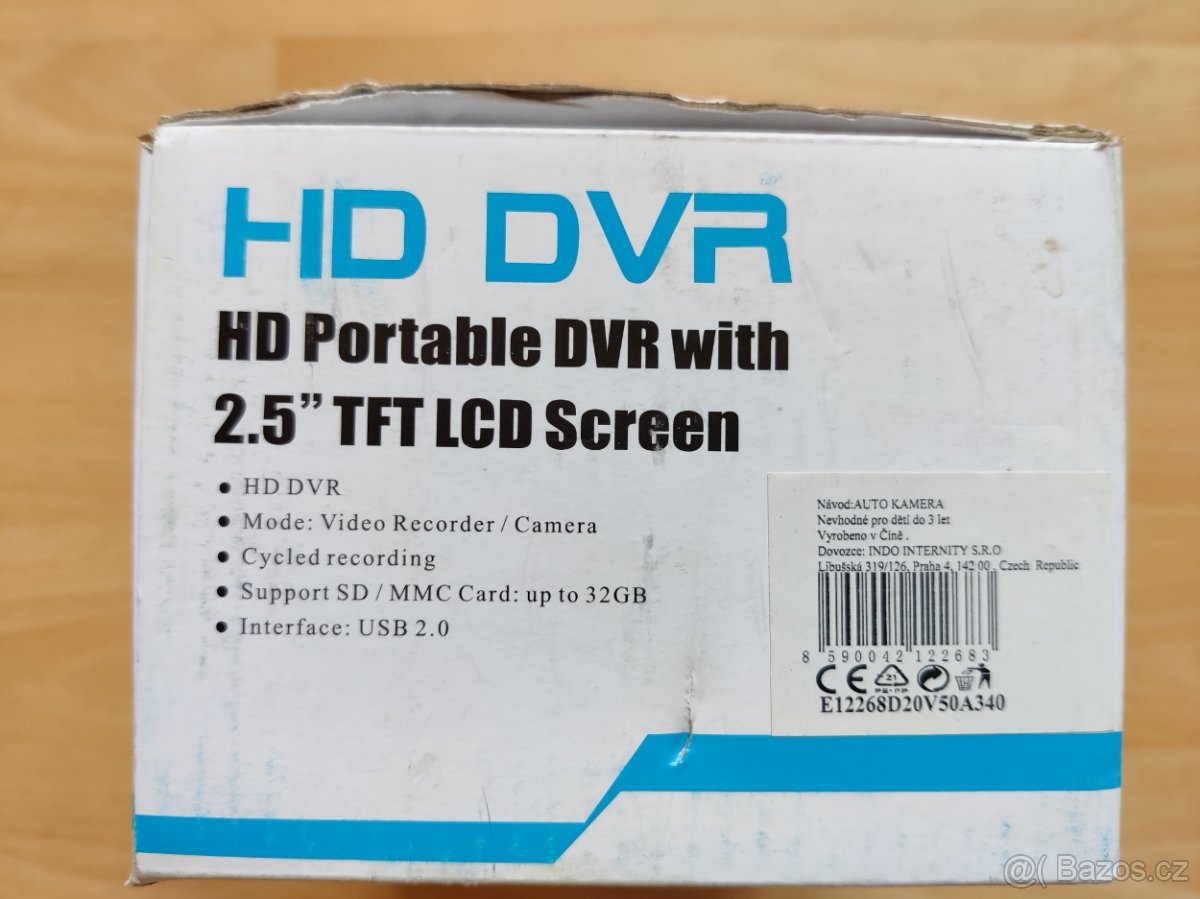 HD DVR
HD Portable DVR with
2.5” TFT LCD Screen
• HD DVR
• Mode: Video Recorder / Camera
• Cycled recording
• Support SD / MMC Card: up to 32GB
• Interface: USB 2.0
Návod:AUTO KAMERA
Nevhodné pro děti do 3 let
Vyrobeno v Číně .
Dovozce: INDO INTERNITY S.R.O
Libušská 319/126, Praha 4, 142 00 , Czech Republic
8 590042 122683
CE 21
PE·PP
E12268D20V50A340
@( Bazos.cz